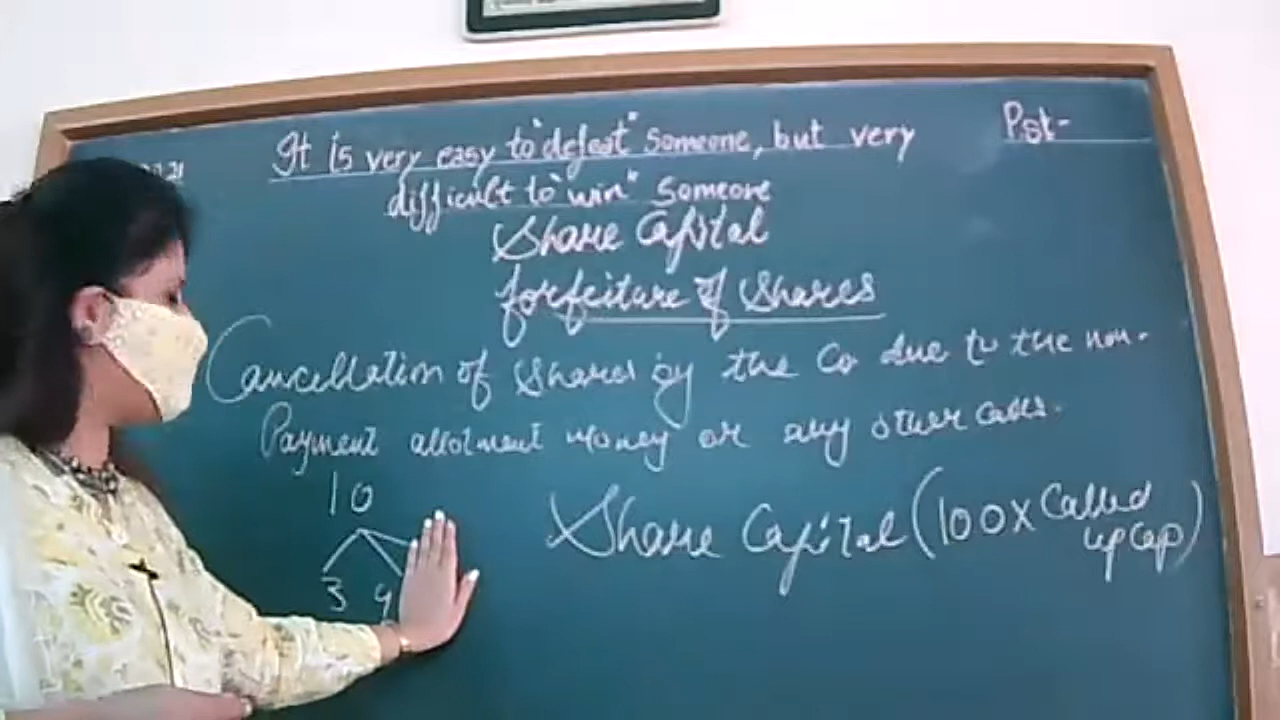 It is very easy to "defeat" someone, but very
difficult to "win" someone
Pst-
21
Share Capital
forfeiture of Shares
Cancellation of Shares by the Co due to the non-
Payment allotment money or any other calls.
10
3 4
Share Capital (100x Called
up Cap)